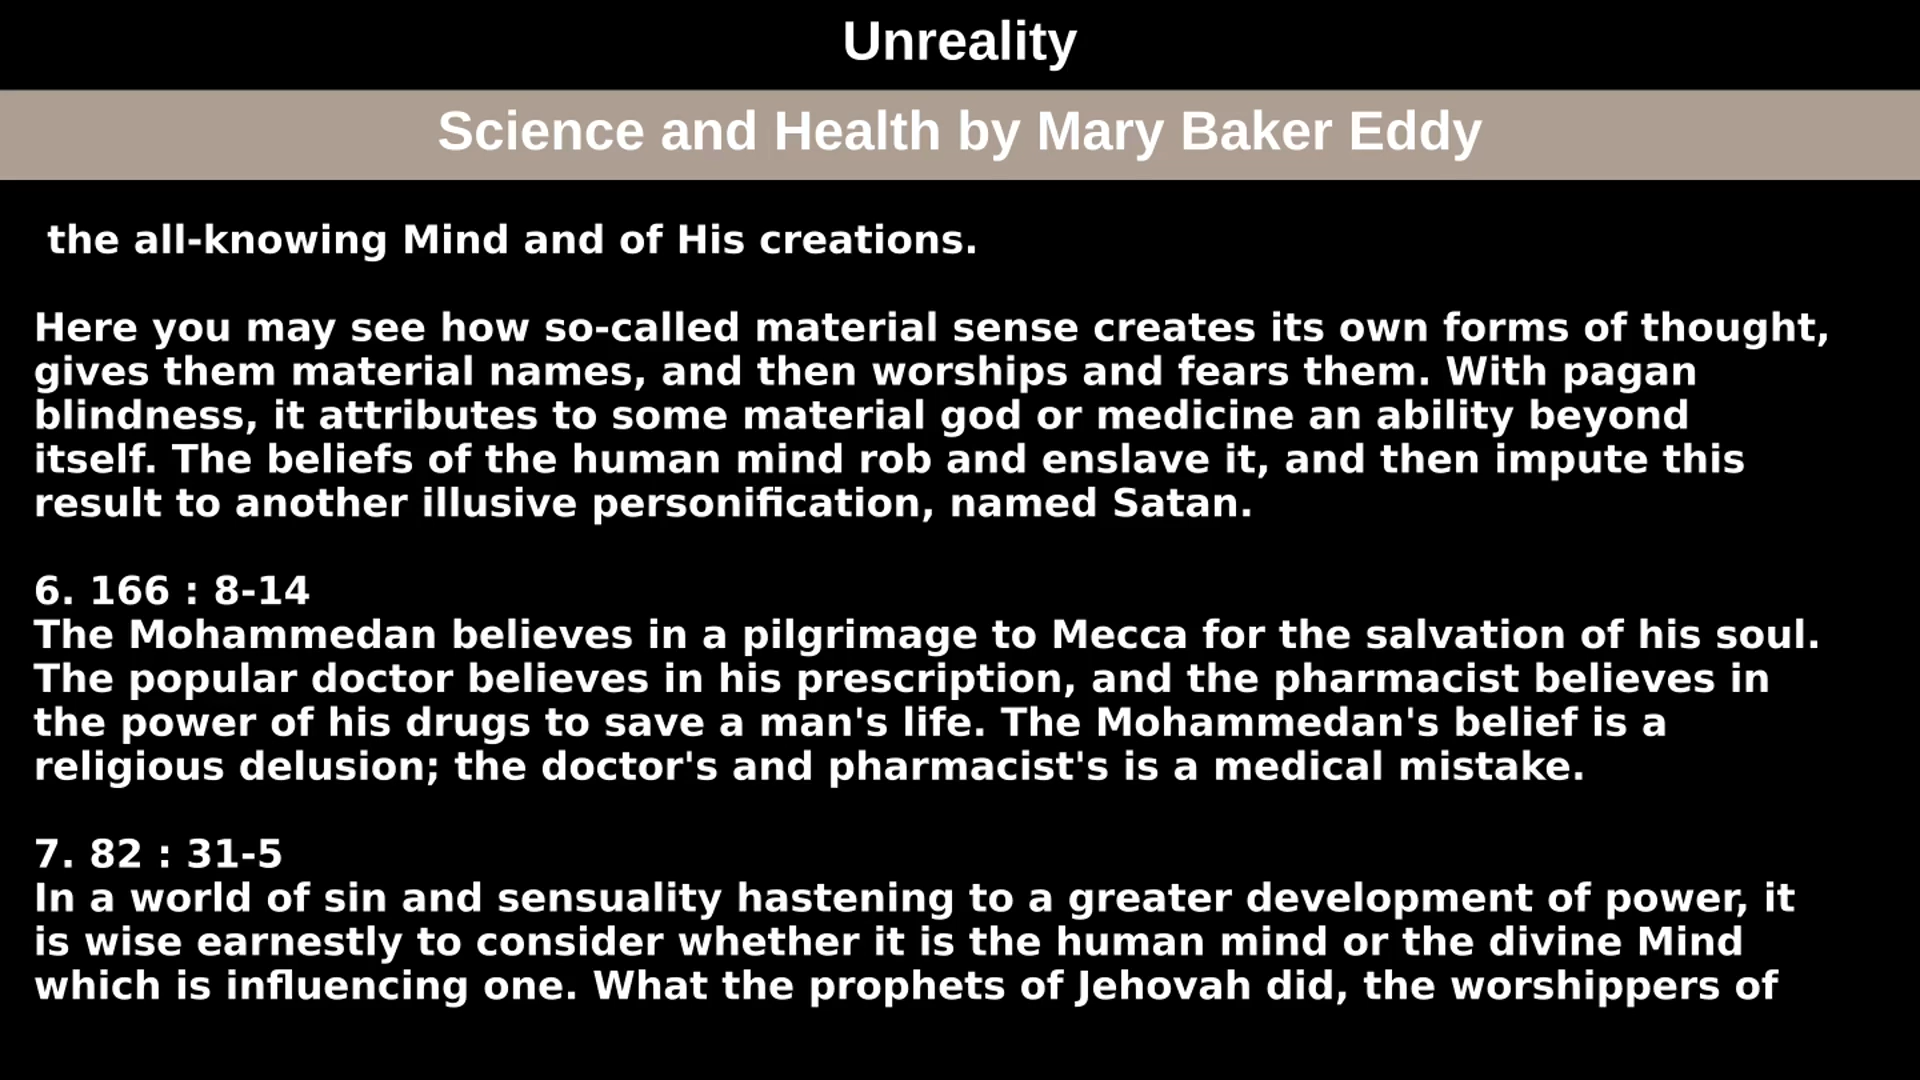 Unreality
Science and Health by Mary Baker Eddy
the all-knowing Mind and of His creations.
Here you may see how so-called material sense creates its own forms of thought,
gives them material names, and then worships and fears them. With pagan
blindness, it attributes to some material god or medicine an ability beyond
itself. The beliefs of the human mind rob and enslave it, and then impute this
result to another illusive personification, named Satan.
6. 166 : 8-14
The Mohammedan believes in a pilgrimage to Mecca for the salvation of his soul.
The popular doctor believes in his prescription, and the pharmacist believes in
the power of his drugs to save a man's life. The Mohammedan's belief is a
religious delusion; the doctor's and pharmacist's is a medical mistake.
7. 82 : 31-5
In a world of sin and sensuality hastening to a greater development of power, it
is wise earnestly to consider whether it is the human mind or the divine Mind
which is influencing one. What the prophets of Jehovah did, the worshippers of